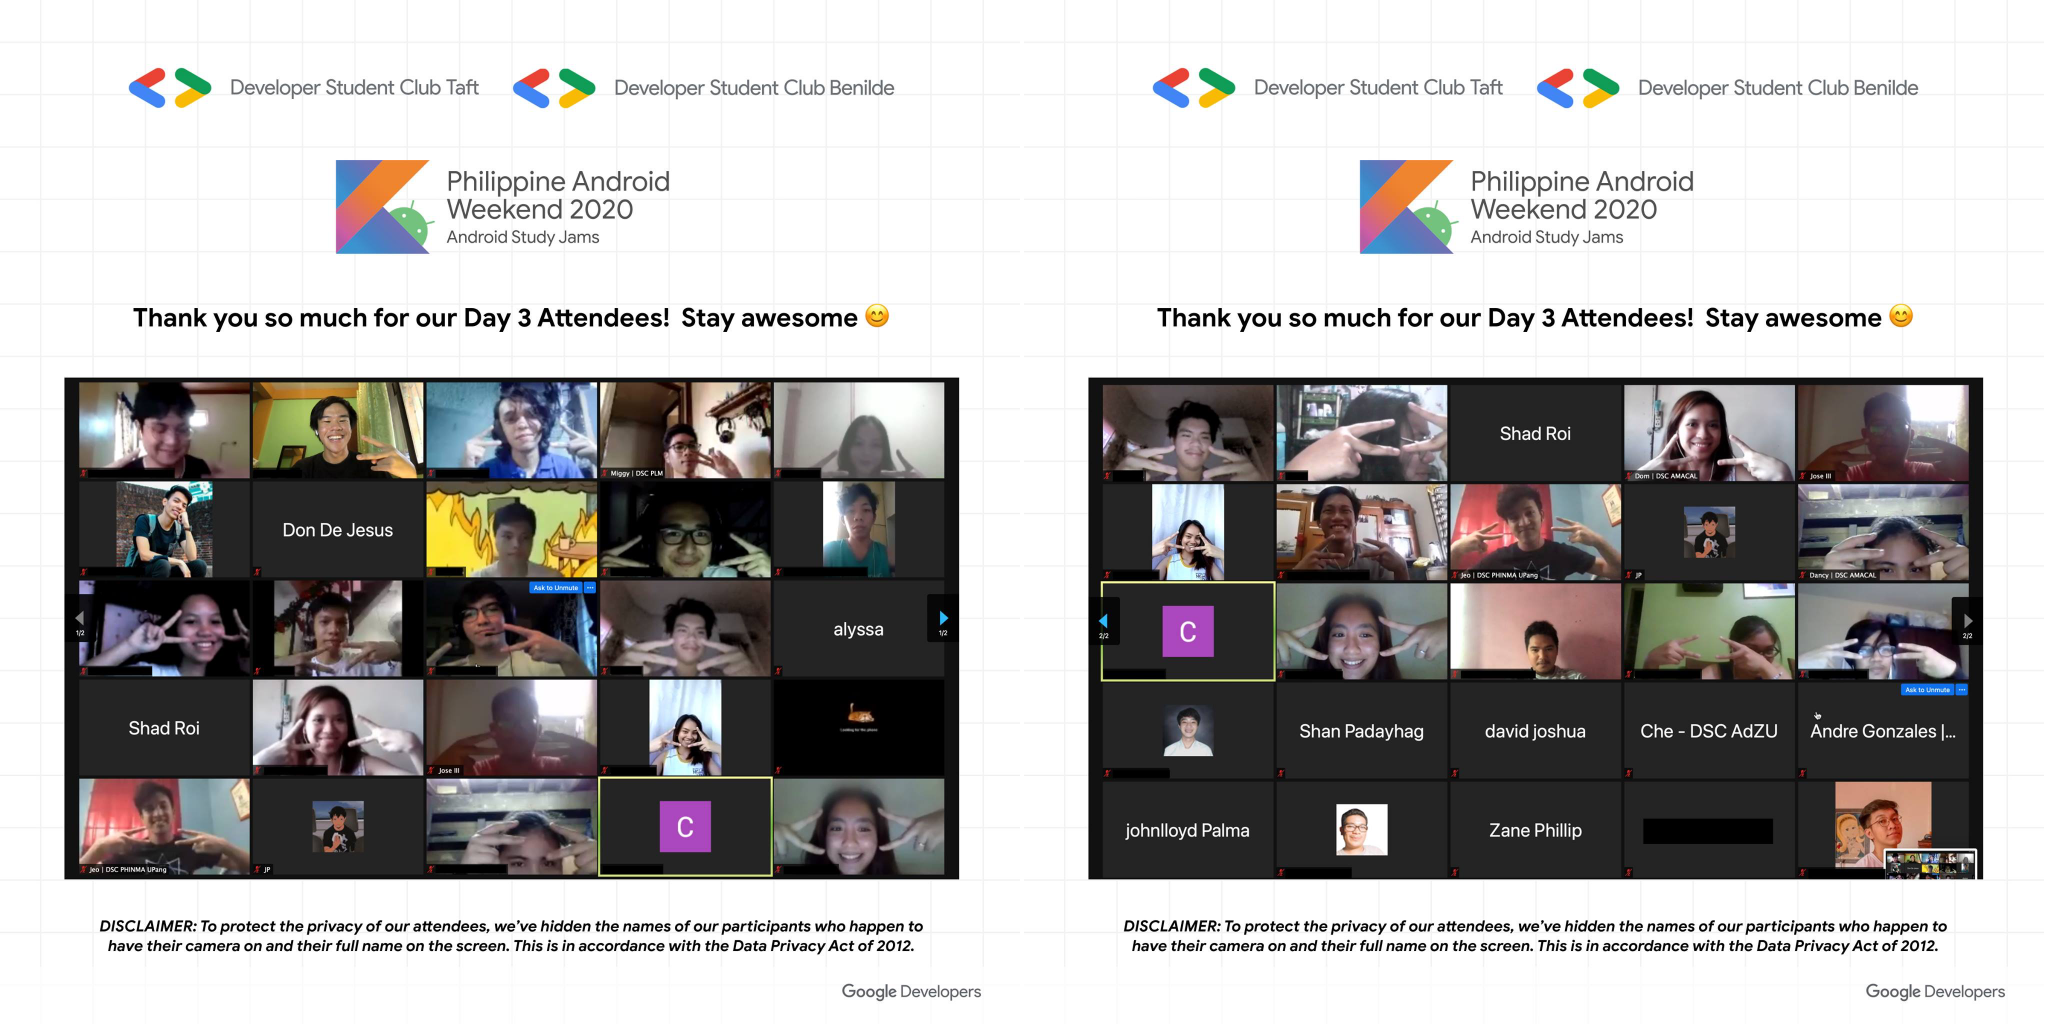 Developer Student Club Taft
Developer Student Club Benilde
Philippine Android
Weekend 2020
Android Study Jams
Thank you so much for our Day 3 Attendees! Stay awesome 😊
Miggy | DSC PLM
Don De Jesus
Ask to Unmute
...
1/2
alyssa
1/2
Shad Roi
Jose III
Looking for my phone
Jeo | DSC PHINMA UPang
JP
C
DISCLAIMER: To protect the privacy of our attendees, we've hidden the names of our participants who happen to
have their camera on and their full name on the screen. This is in accordance with the Data Privacy Act of 2012.
Google Developers
Developer Student Club Taft
Developer Student Club Benilde
Philippine Android
Weekend 2020
Android Study Jams
Thank you so much for our Day 3 Attendees! Stay awesome 😊
Shad Roi
Dom | DSC AMACAL
Jose III
Jeo | DSC PHINMA UPang
JP
Dancy | DSC AMACAL
2/2
C
2/2
Ask to Unmute
...
Shan Padayhag
david joshua
Che - DSC AdZU
Andre Gonzales |...
johnlloyd Palma
Zane Phillip
DISCLAIMER: To protect the privacy of our attendees, we've hidden the names of our participants who happen to
have their camera on and their full name on the screen. This is in accordance with the Data Privacy Act of 2012.
Google Developers